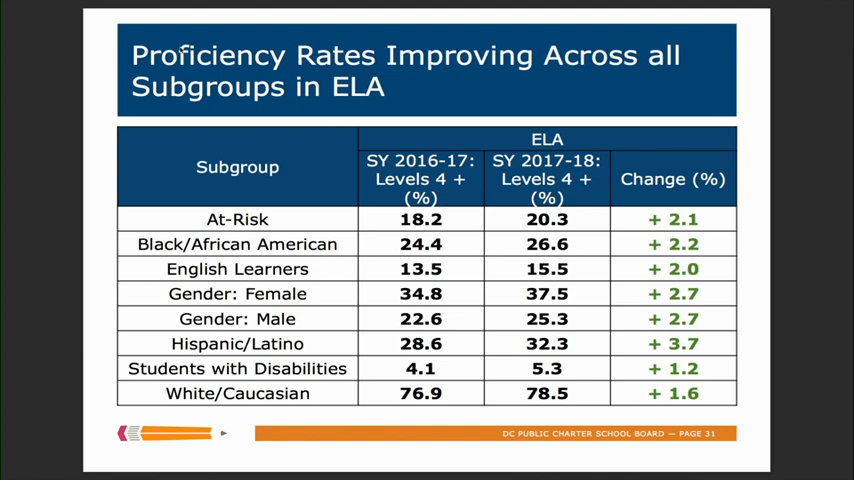 Proficiency Rates Improving Across all
Subgroups in ELA
Subgroup
ELA
SY 2016-17:
Levels 4 +
(%)
SY 2017-18:
Levels 4 +
(%)
Change (%)
At-Risk 18.2 20.3 + 2.1
Black/African American 24.4 26.6 + 2.2
English Learners 13.5 15.5 + 2.0
Gender: Female 34.8 37.5 + 2.7
Gender: Male 22.6 25.3 + 2.7
Hispanic/Latino 28.6 32.3 + 3.7
Students with Disabilities 4.1 5.3 + 1.2
White/Caucasian 76.9 78.5 + 1.6
DC PUBLIC CHARTER SCHOOL BOARD — PAGE 31